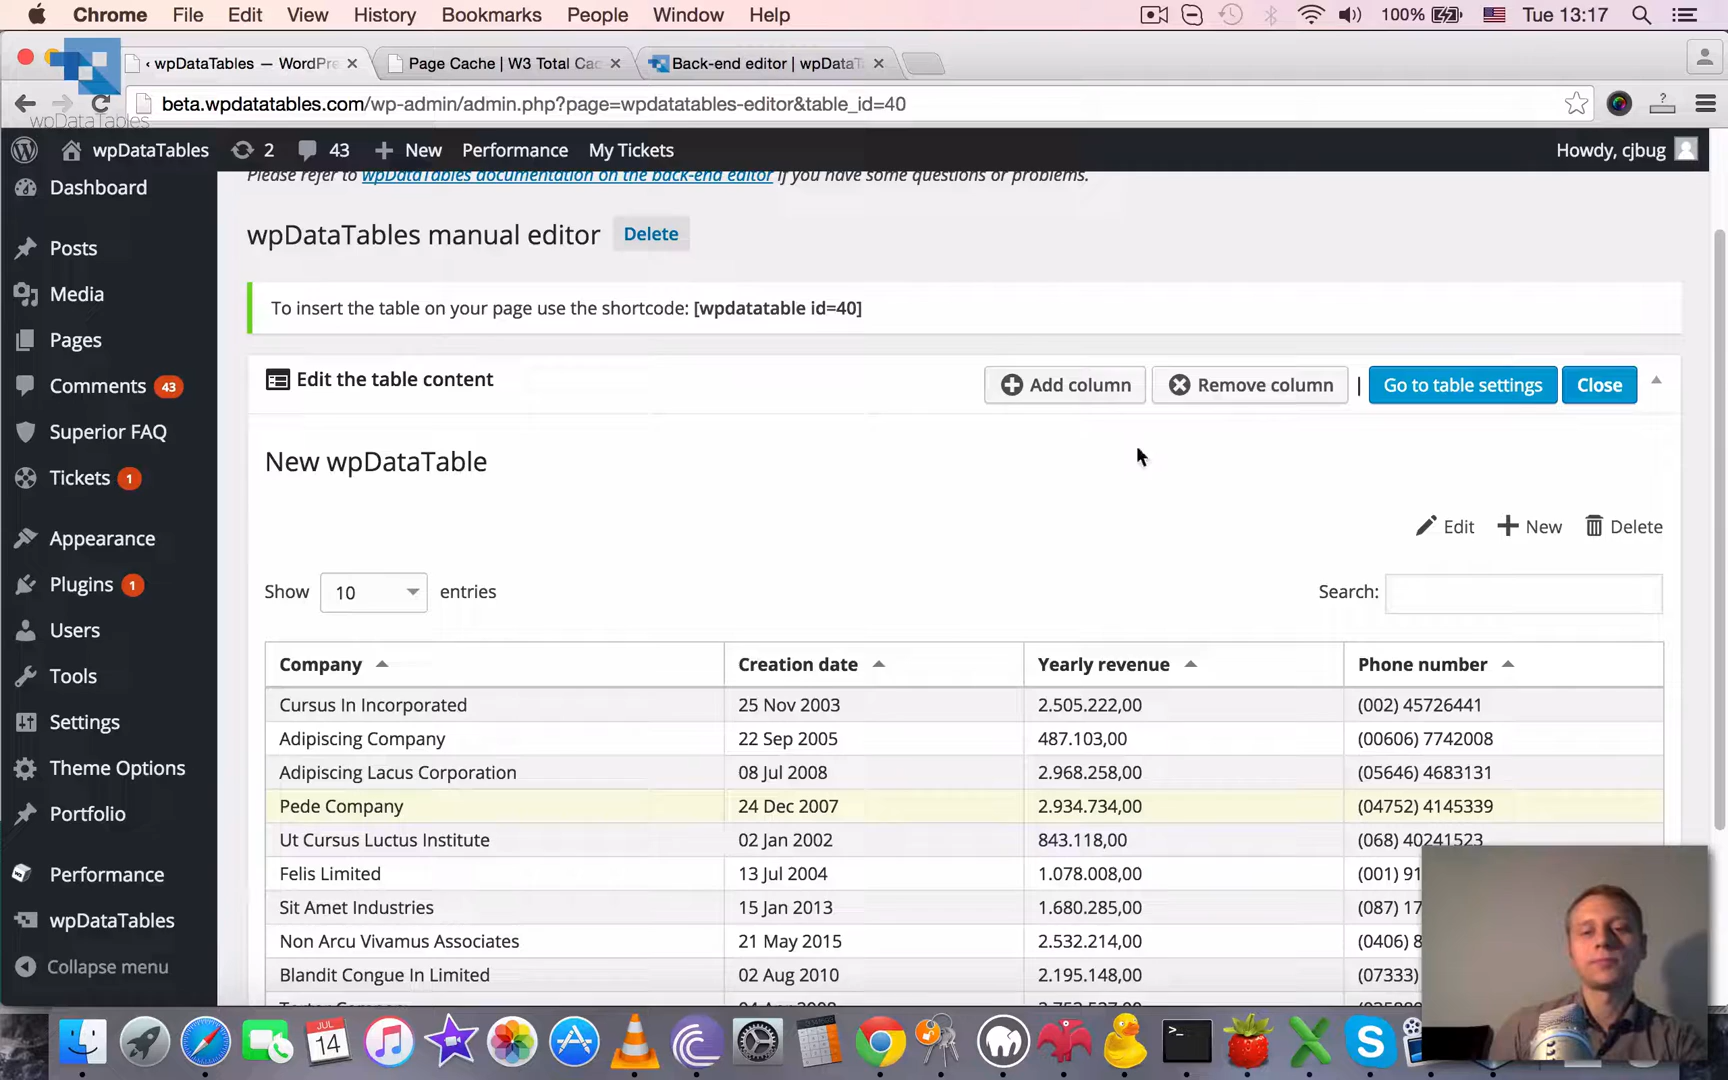 Chrome File Edit View History Bookmarks People Window Help 100% Tue 13:17
‹ wpDataTables — WordPre Page Cache | W3 Total Cac Back-end editor | wpDataT
beta.wpdatatables.com/wp-admin/admin.php?page=wpdatatables-editor&table_id=40
wpDataTables
wpDataTables 2 43 New Performance My Tickets Howdy, cjbug
Dashboard
Posts
Media
Pages
Comments 43
Superior FAQ
Tickets 1
Appearance
Plugins 1
Users
Tools
Settings
Theme Options
Portfolio
Performance
wpDataTables
Collapse menu
Please refer to wpDataTables documentation on the back-end editor if you have some questions or problems.
wpDataTables manual editor Delete
To insert the table on your page use the shortcode: [wpdatatable id=40]
Edit the table content Add column Remove column | Go to table settings Close
New wpDataTable
Edit New Delete
Show 10 entries Search:
Company Creation date Yearly revenue Phone number
Cursus In Incorporated 25 Nov 2003 2.505.222,00 (002) 45726441
Adipiscing Company 22 Sep 2005 487.103,00 (00606) 7742008
Adipiscing Lacus Corporation 08 Jul 2008 2.968.258,00 (05646) 4683131
Pede Company 24 Dec 2007 2.934.734,00 (04752) 4145339
Ut Cursus Luctus Institute 02 Jan 2002 843.118,00 (068) 40241523
Felis Limited 13 Jul 2004 1.078.008,00 (001) 91
Sit Amet Industries 15 Jan 2013 1.680.285,00 (087) 17
Non Arcu Vivamus Associates 21 May 2015 2.532.214,00 (0406) 8
Blandit Congue In Limited 02 Aug 2010 2.195.148,00 (07333)
JUL
14